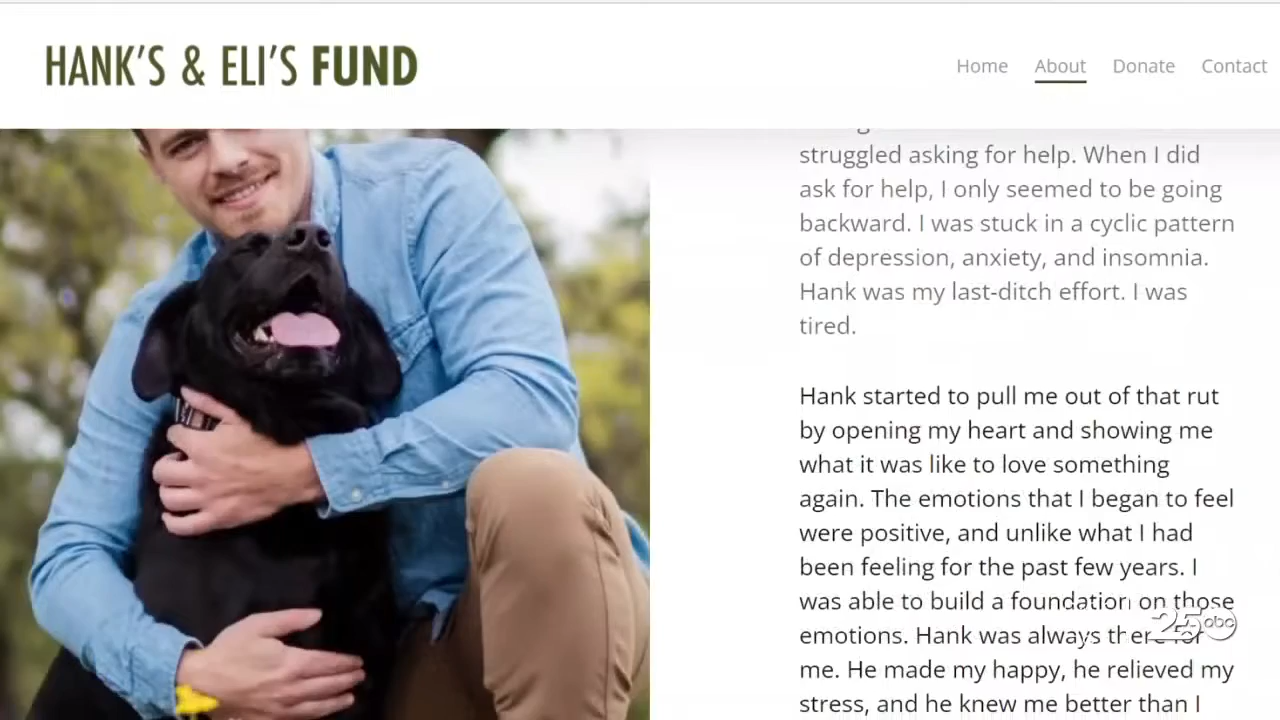 HANK'S & ELI'S FUND
Home About Donate Contact
struggled asking for help. When I did
ask for help, I only seemed to be going
backward. I was stuck in a cyclic pattern
of depression, anxiety, and insomnia.
Hank was my last-ditch effort. I was
tired.
Hank started to pull me out of that rut
by opening my heart and showing me
what it was like to love something
again. The emotions that I began to feel
were positive, and unlike what I had
been feeling for the past few years. I
was able to build a foundation on those
emotions. Hank was always there for
me. He made my happy, he relieved my
stress, and he knew me better than I
25 abc